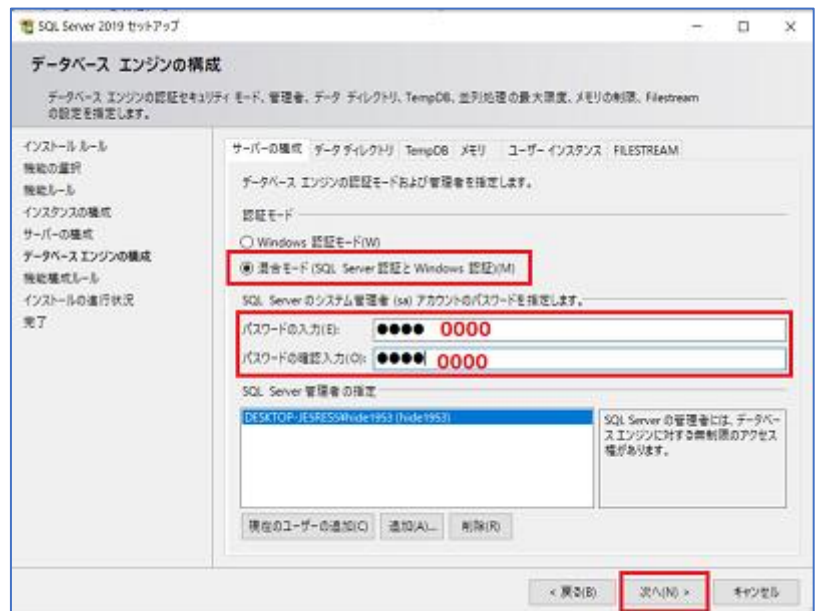 SQL Server 2019 セットアップ
データベース エンジンの構成
データベース エンジンの認証セキュリティ モード、管理者、データ ディレクトリ、TempDB、並列処理の最大限度、メモリの制限、Filestream
の設定を指定します。
インストール ルール
機能の選択
機能ルール
インスタンスの構成
サーバーの構成
データベース エンジンの構成
機能構成ルール
インストールの進行状況
完了
サーバーの構成 データ ディレクトリ TempDB メモリ ユーザー インスタンス FILESTREAM
データベース エンジンの認証モードおよび管理者を指定します。
認証モード
Windows 認証モード(W)
混合モード (SQL Server 認証と Windows 認証)(M)
SQL Server のシステム管理者 (sa) アカウントのパスワードを指定します。
パスワードの入力(E): ●●●● 0000
パスワードの確認入力(O): ●●●● 0000
SQL Server 管理者の指定
DESKTOP-JESRESS¥hide1953 (hide1953)
SQL Server の管理者には、データベー
ス エンジンに対する無制限のアクセス
権があります。
現在のユーザーの追加(C) 追加(A)... 削除(R)
< 戻る(B) 次へ(N) > キャンセル